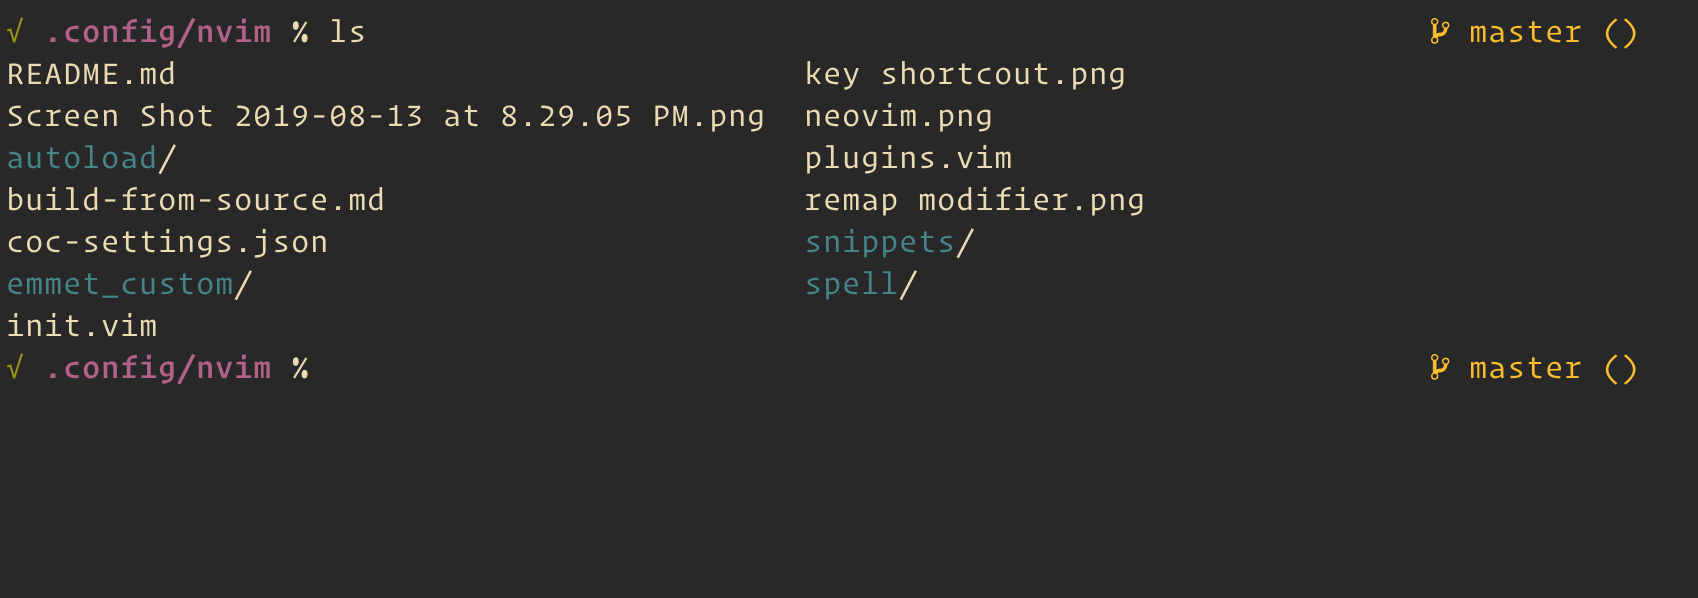 √ .config/nvim % ls master ()
README.md key shortcout.png
Screen Shot 2019-08-13 at 8.29.05 PM.png neovim.png
autoload/ plugins.vim
build-from-source.md remap modifier.png
coc-settings.json snippets/
emmet_custom/ spell/
init.vim
√ .config/nvim % master ()